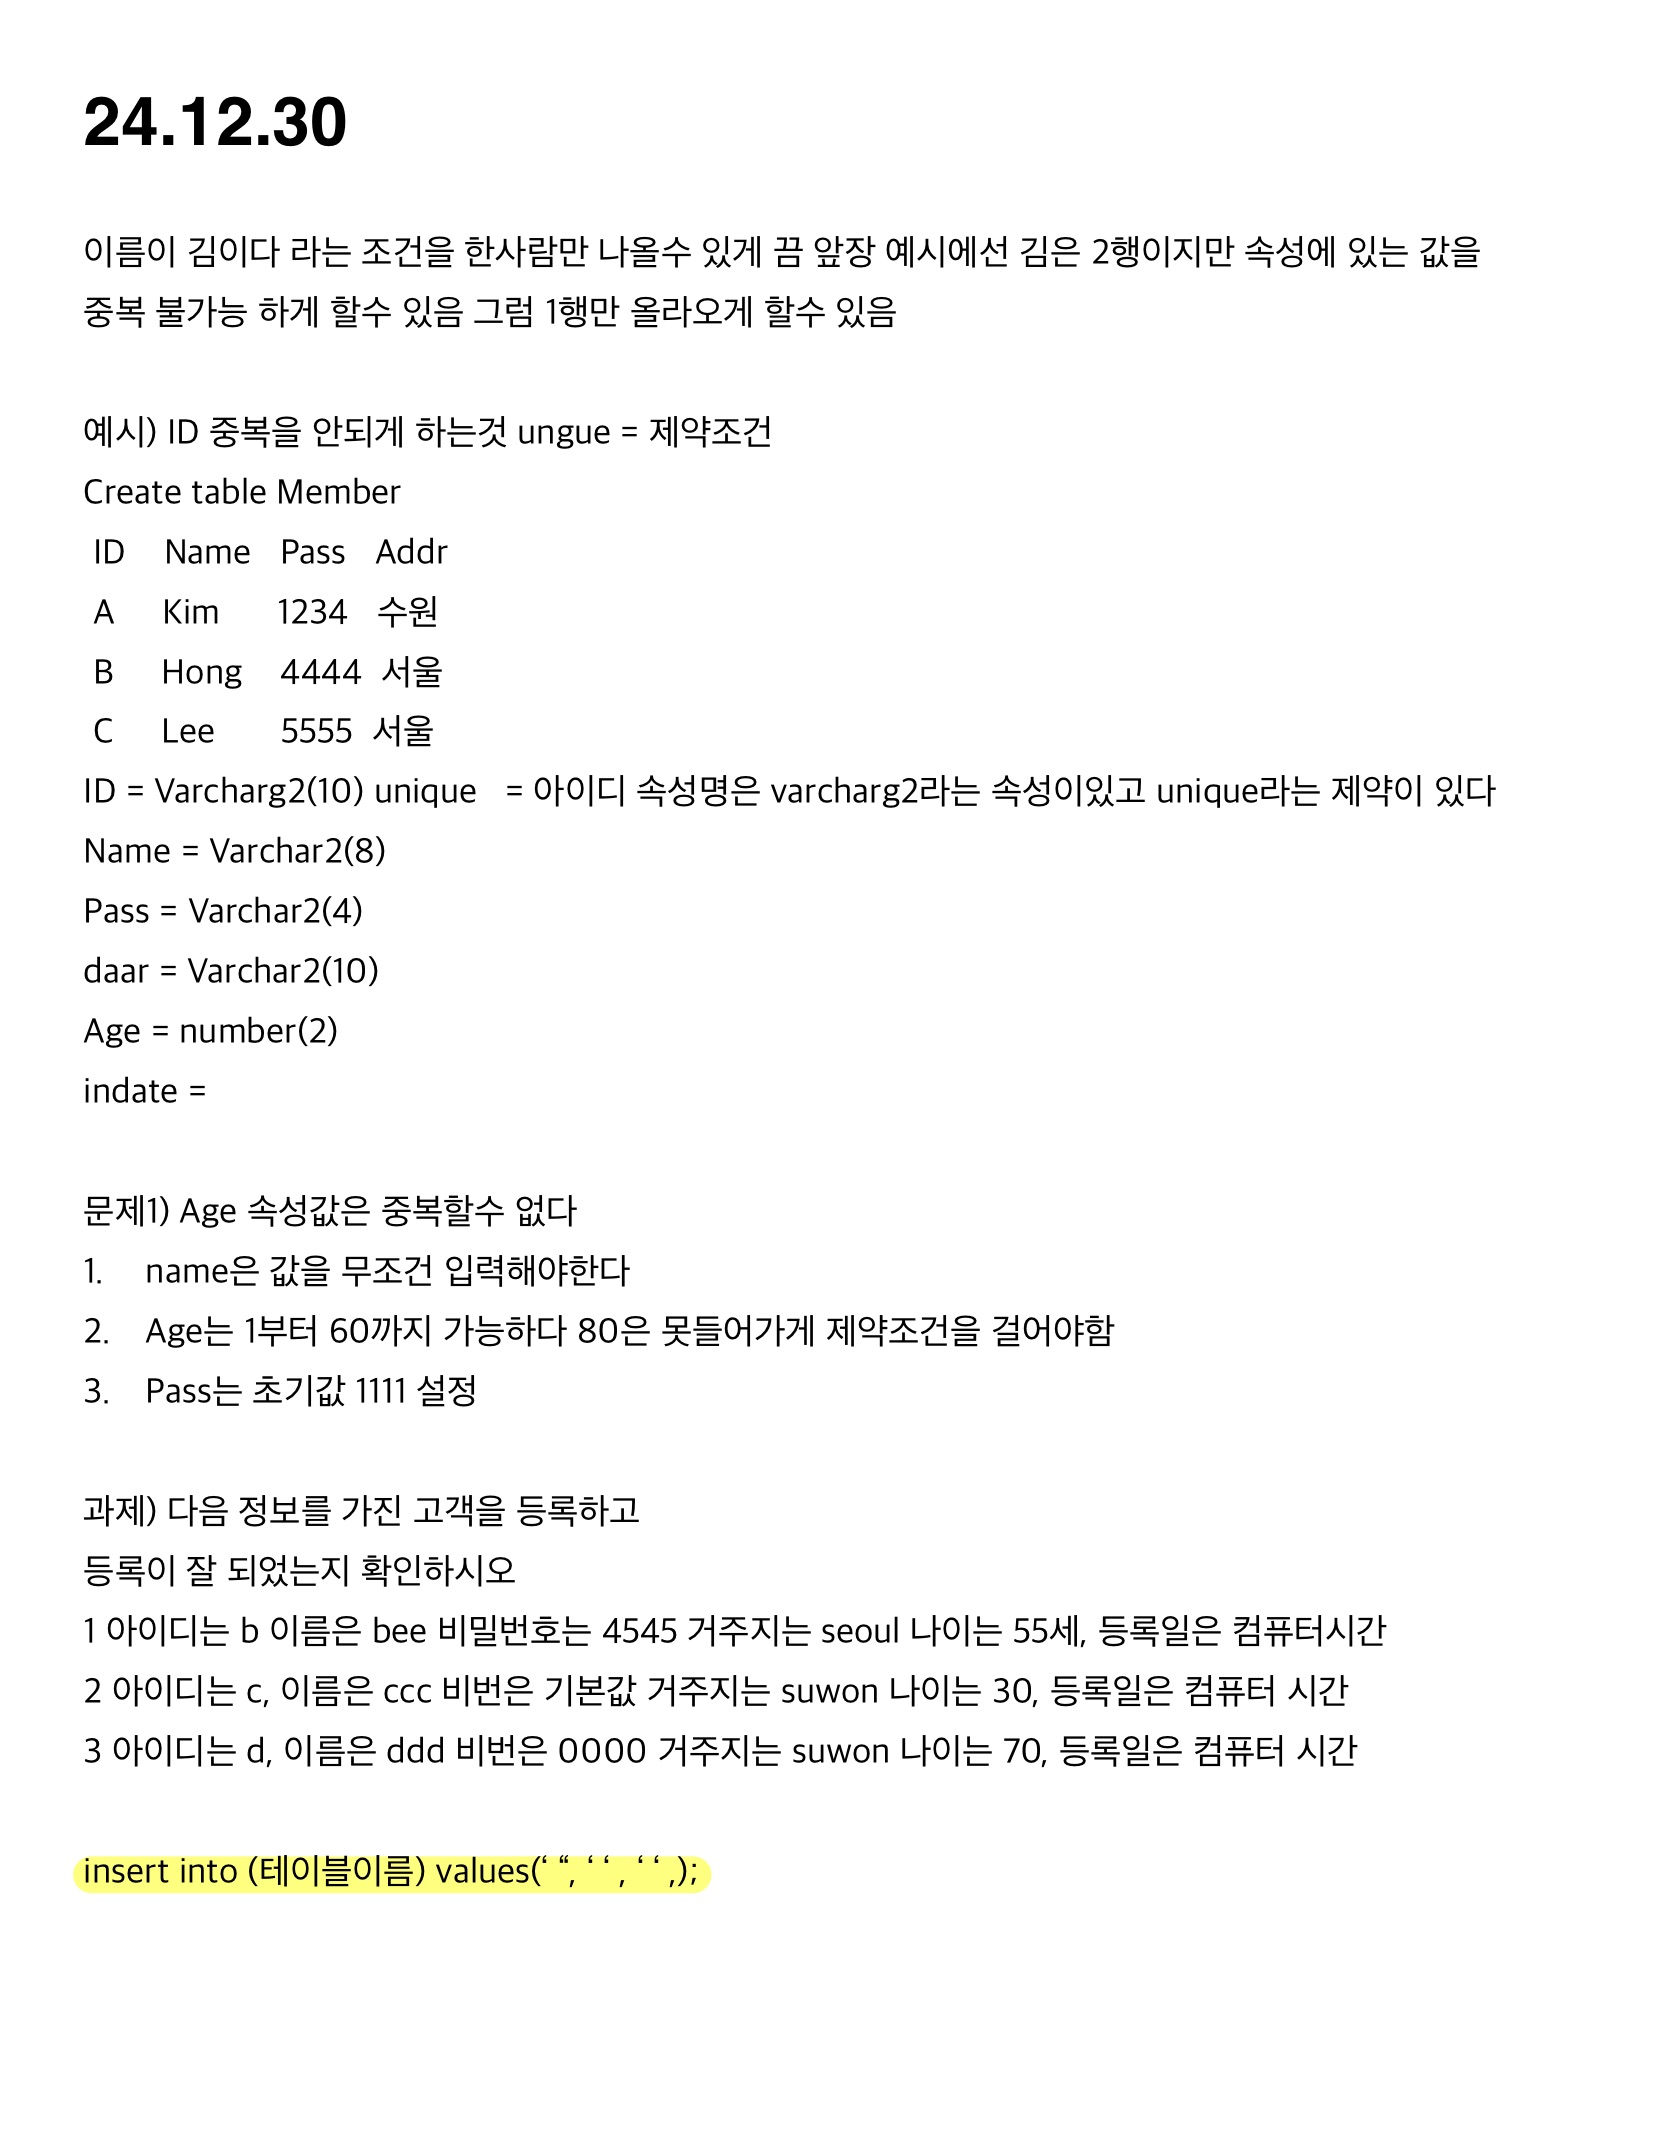 24.12.30
이름이 김이다 라는 조건을 한사람만 나올수 있게 끔 앞장 예시에선 김은 2행이지만 속성에 있는 값을
중복 불가능 하게 할수 있음 그럼 1행만 올라오게 할수 있음
예시) ID 중복을 안되게 하는것 ungue = 제약조건
Create table Member
ID Name Pass Addr
A Kim 1234 수원
B Hong 4444 서울
C Lee 5555 서울
ID = Varcharg2(10) unique = 아이디 속성명은 varcharg2라는 속성이있고 unique라는 제약이 있다
Name = Varchar2(8)
Pass = Varchar2(4)
daar = Varchar2(10)
Age = number(2)
indate =
문제1) Age 속성값은 중복할수 없다
1. name은 값을 무조건 입력해야한다
2. Age는 1부터 60까지 가능하다 80은 못들어가게 제약조건을 걸어야함
3. Pass는 초기값 1111 설정
과제) 다음 정보를 가진 고객을 등록하고
등록이 잘 되었는지 확인하시오
1 아이디는 b 이름은 bee 비밀번호는 4545 거주지는 seoul 나이는 55세, 등록일은 컴퓨터시간
2 아이디는 c, 이름은 ccc 비번은 기본값 거주지는 suwon 나이는 30, 등록일은 컴퓨터 시간
3 아이디는 d, 이름은 ddd 비번은 0000 거주지는 suwon 나이는 70, 등록일은 컴퓨터 시간
insert into (테이블이름) values(‘ “, ‘ ‘ , ‘ ‘ ,);